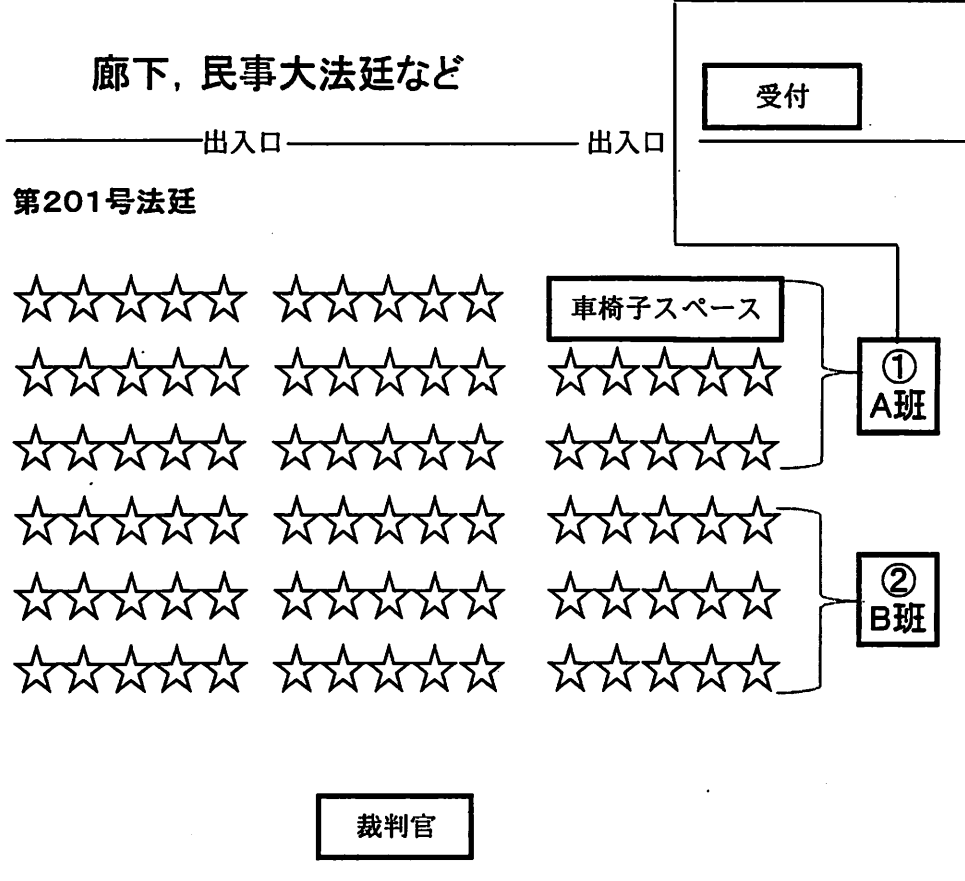 廊下，民事大法廷など
受付
出入口
出入口
第201号法廷
車椅子スペース
①
A班
②
B班
裁判官